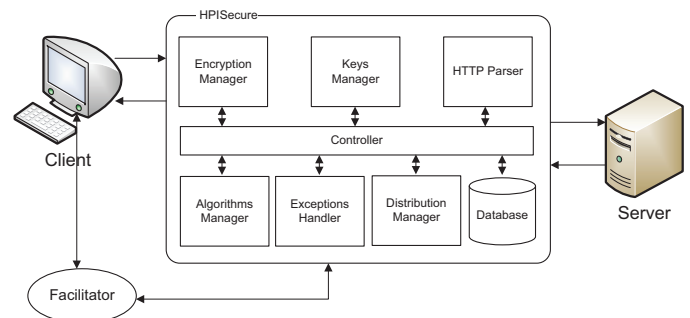 HPISecure
Encryption
Manager
Keys
Manager
HTTP Parser
Controller
Client
Algorithms
Manager
Exceptions
Handler
Distribution
Manager
Database
Server
Facilitator